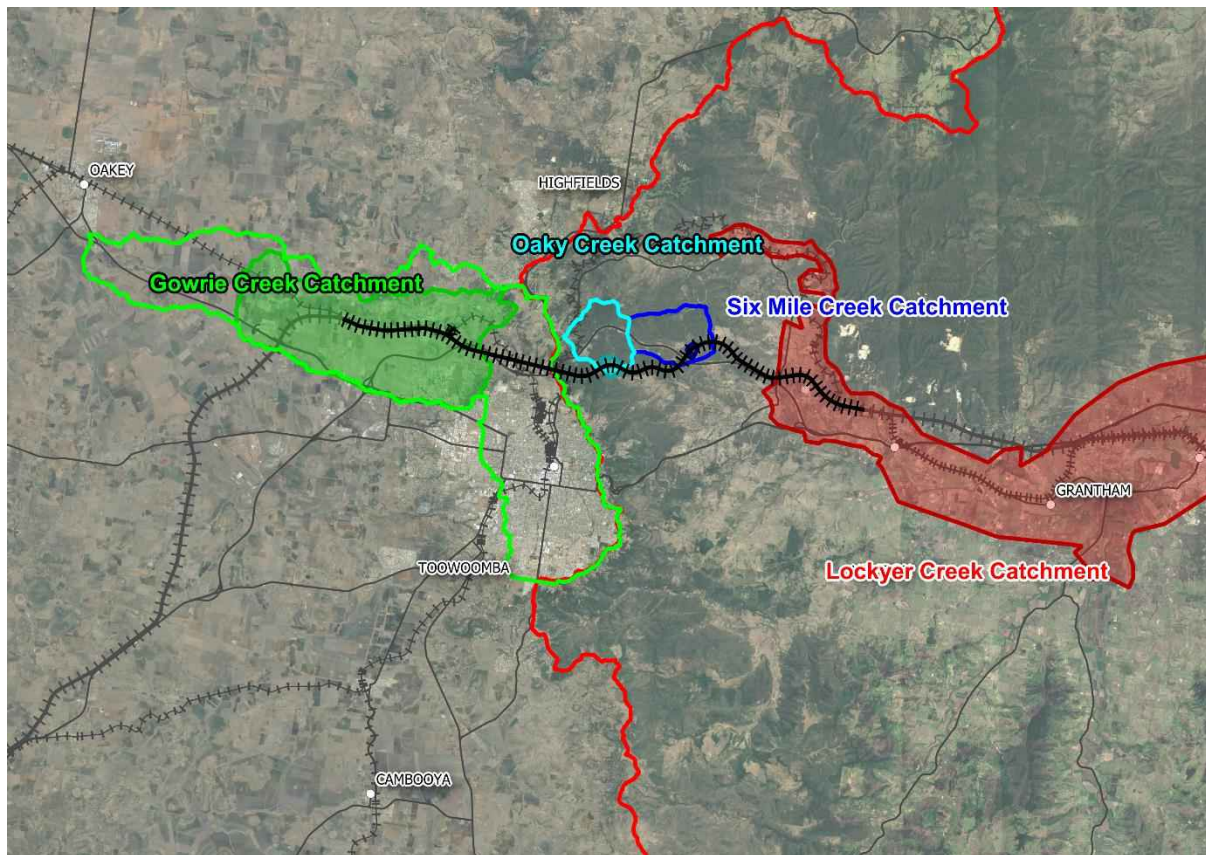 OAKEY
HIGHFIELDS
Oaky Creek Catchment
Gowrie Creek Catchment
Six Mile Creek Catchment
GRANTHAM
TOOWOOMBA
Lockyer Creek Catchment
CAMBOOYA